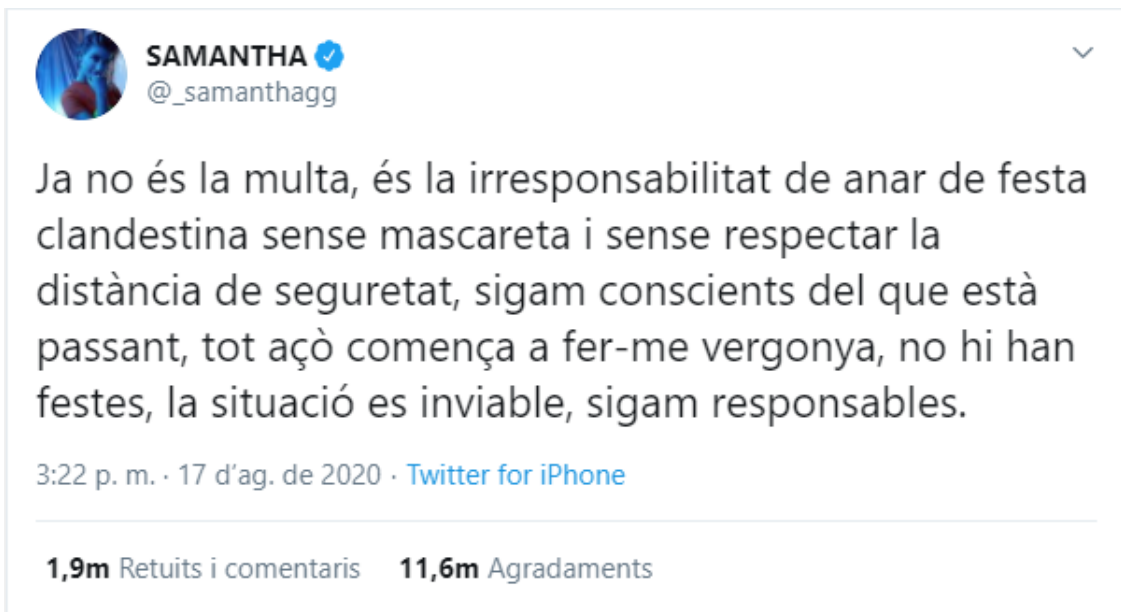 SAMANTHA
@_samanthagg
Ja no és la multa, és la irresponsabilitat de anar de festa
clandestina sense mascareta i sense respectar la
distància de seguretat, sigam conscients del que està
passant, tot açò comença a fer-me vergonya, no hi han
festes, la situació es inviable, sigam responsables.
3:22 p. m. · 17 d'ag. de 2020 · Twitter for iPhone
1,9m Retuits i comentaris 11,6m Agradaments